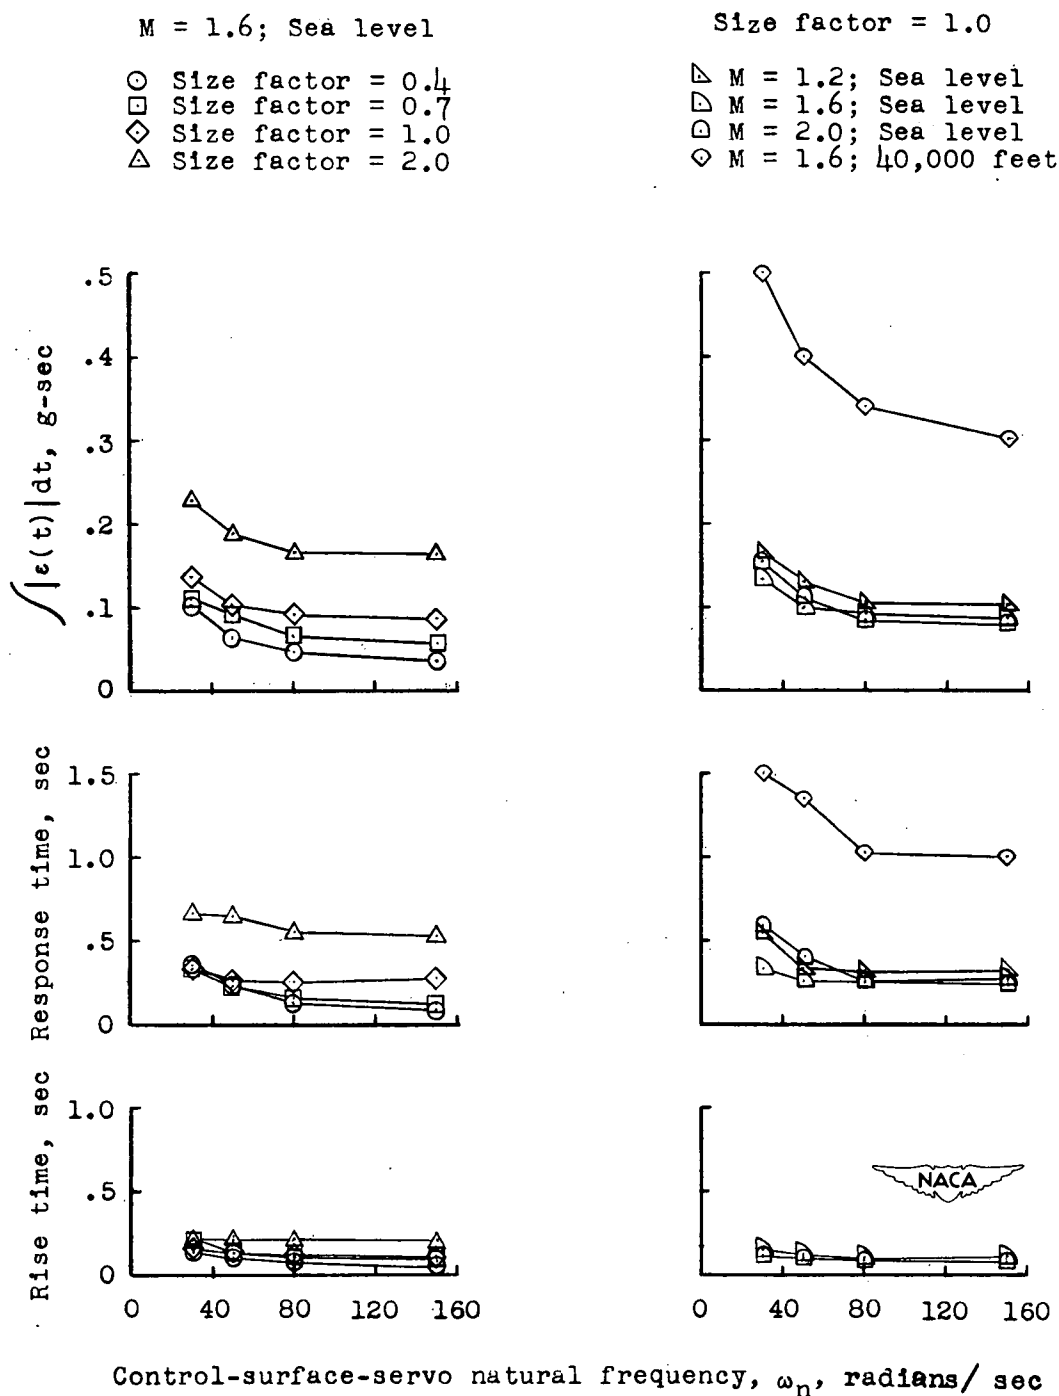 M = 1.6; Sea level
Size factor = 0.4
Size factor = 0.7
Size factor = 1.0
Size factor = 2.0
Size factor = 1.0
M = 1.2; Sea level
M = 1.6; Sea level
M = 2.0; Sea level
M = 1.6; 40,000 feet
∫|ε(t)|dt, g-sec
.5
.4
.3
.2
.1
0
Response time, sec
1.5
1.0
.5
0
Rise time, sec
1.0
.5
0
NACA
0 40 80 120 160
0 40 80 120 160
Control-surface-servo natural frequency, ωn, radians/ sec